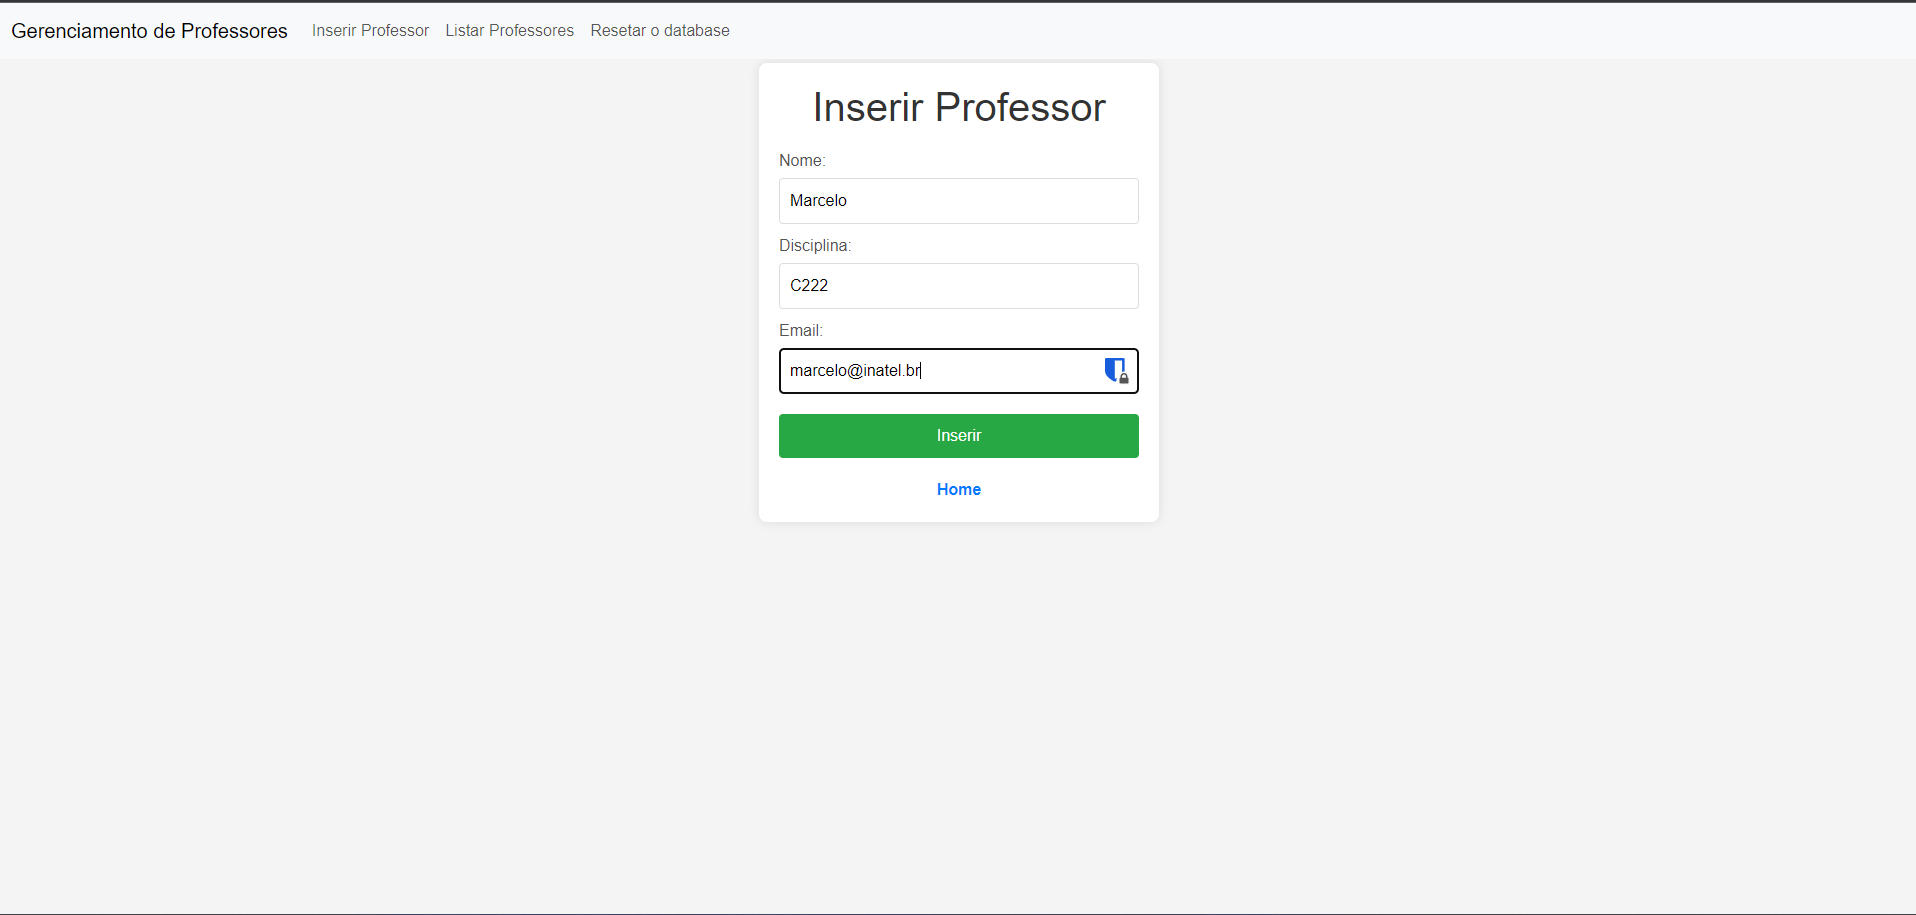 Gerenciamento de Professores Inserir Professor Listar Professores Resetar o database
Inserir Professor
Nome:
Marcelo
Disciplina:
C222
Email:
marcelo@inatel.br
Inserir
Home